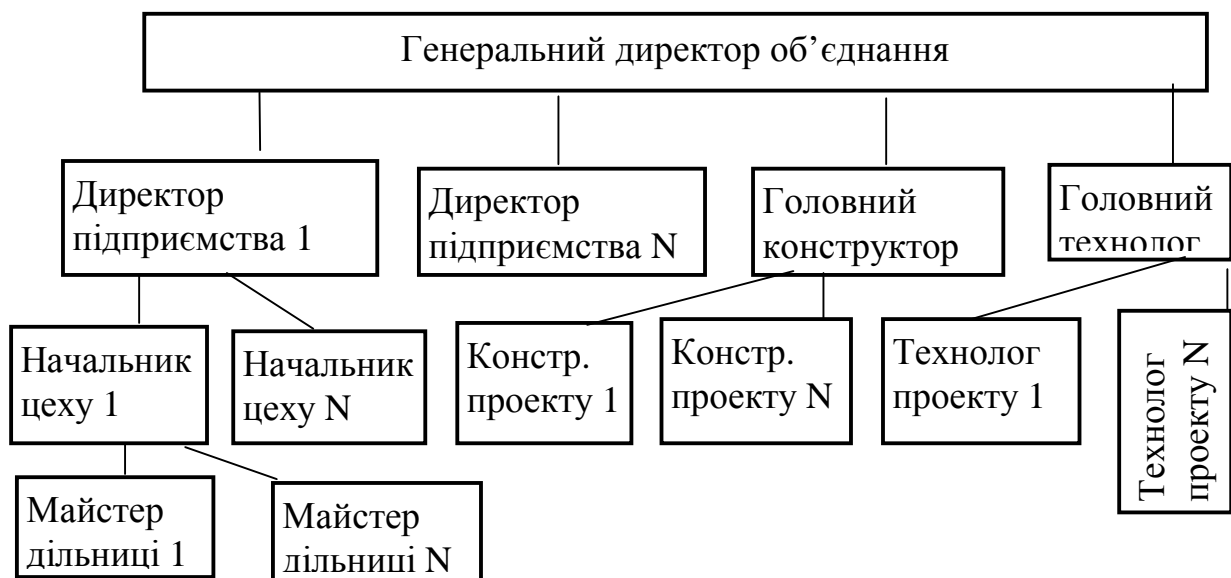 Генеральний директор об’єднання
Директор
підприємства 1
Директор
підприємства N
Головний
конструктор
Головний
технолог
Начальник
цеху 1
Начальник
цеху N
Констр.
проекту 1
Констр.
проекту N
Технолог
проекту 1
Технолог
проекту N
Майстер
дільниці 1
Майстер
дільниці N